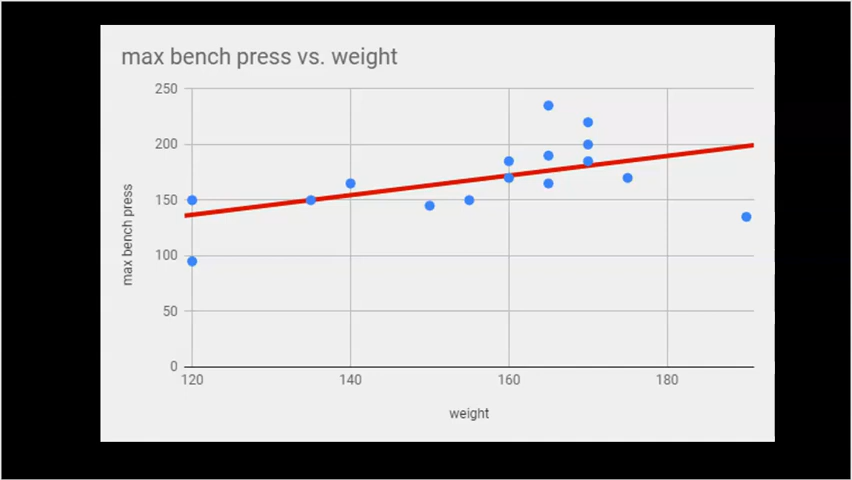 max bench press vs. weight
250
200
150
100
50
0
max bench press
120 140 160 180
weight